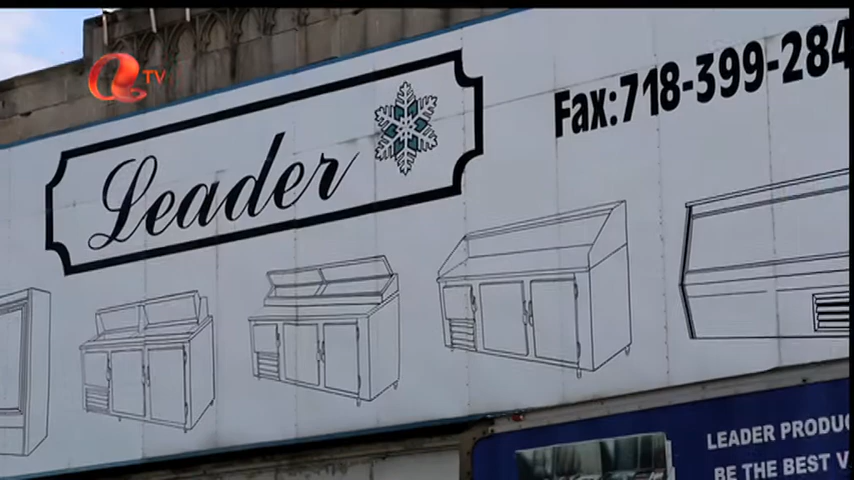 TV
Leader
Fax:718-399-284
LEADER PRODUC
BE THE BEST V